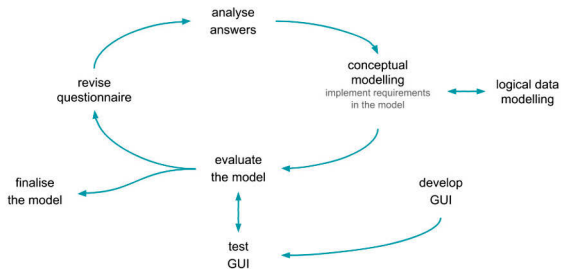 analyse
answers
conceptual
modelling
implement requirements
in the model
logical data
modelling
revise
questionnaire
evaluate
the model
finalise
the model
develop
GUI
test
GUI